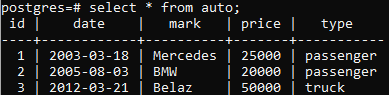 postgres=# select * from auto;
 id |    date    |   mark   | price |   type
----+------------+----------+-------+-----------
  1 | 2003-03-18 | Mercedes | 25000 | passenger
  2 | 2005-08-03 | BMW      | 20000 | passenger
  3 | 2012-03-21 | Belaz    | 50000 | truck